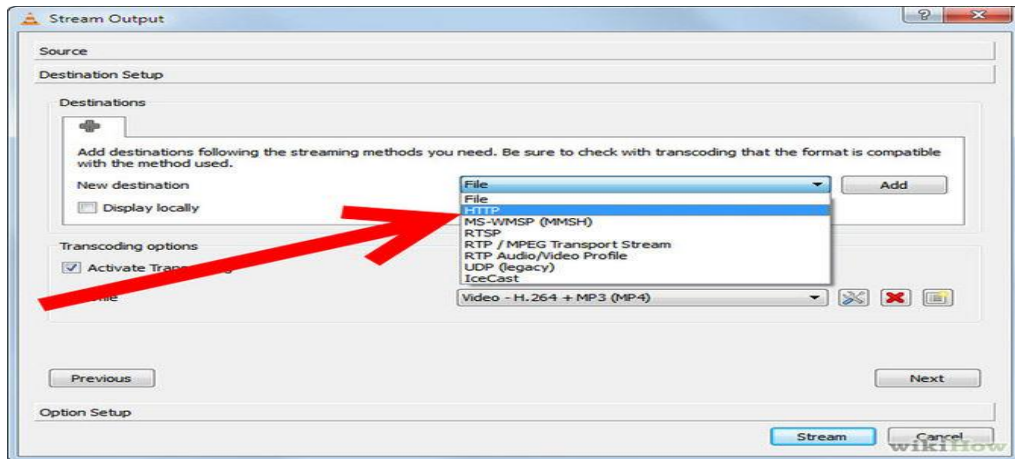 Stream Output
Source
Destination Setup
Destinations
Add destinations following the streaming methods you need. Be sure to check with transcoding that the format is compatible
with the method used.
New destination
File
Add
File
Display locally
HTTP
MS-WMSP (MMSH)
RTSP
RTP / MPEG Transport Stream
RTP Audio/Video Profile
UDP (legacy)
IceCast
Transcoding options
Activate
Video - H.264 + MP3 (MP4)
Previous
Next
Option Setup
Stream
Cancel
wikiHow